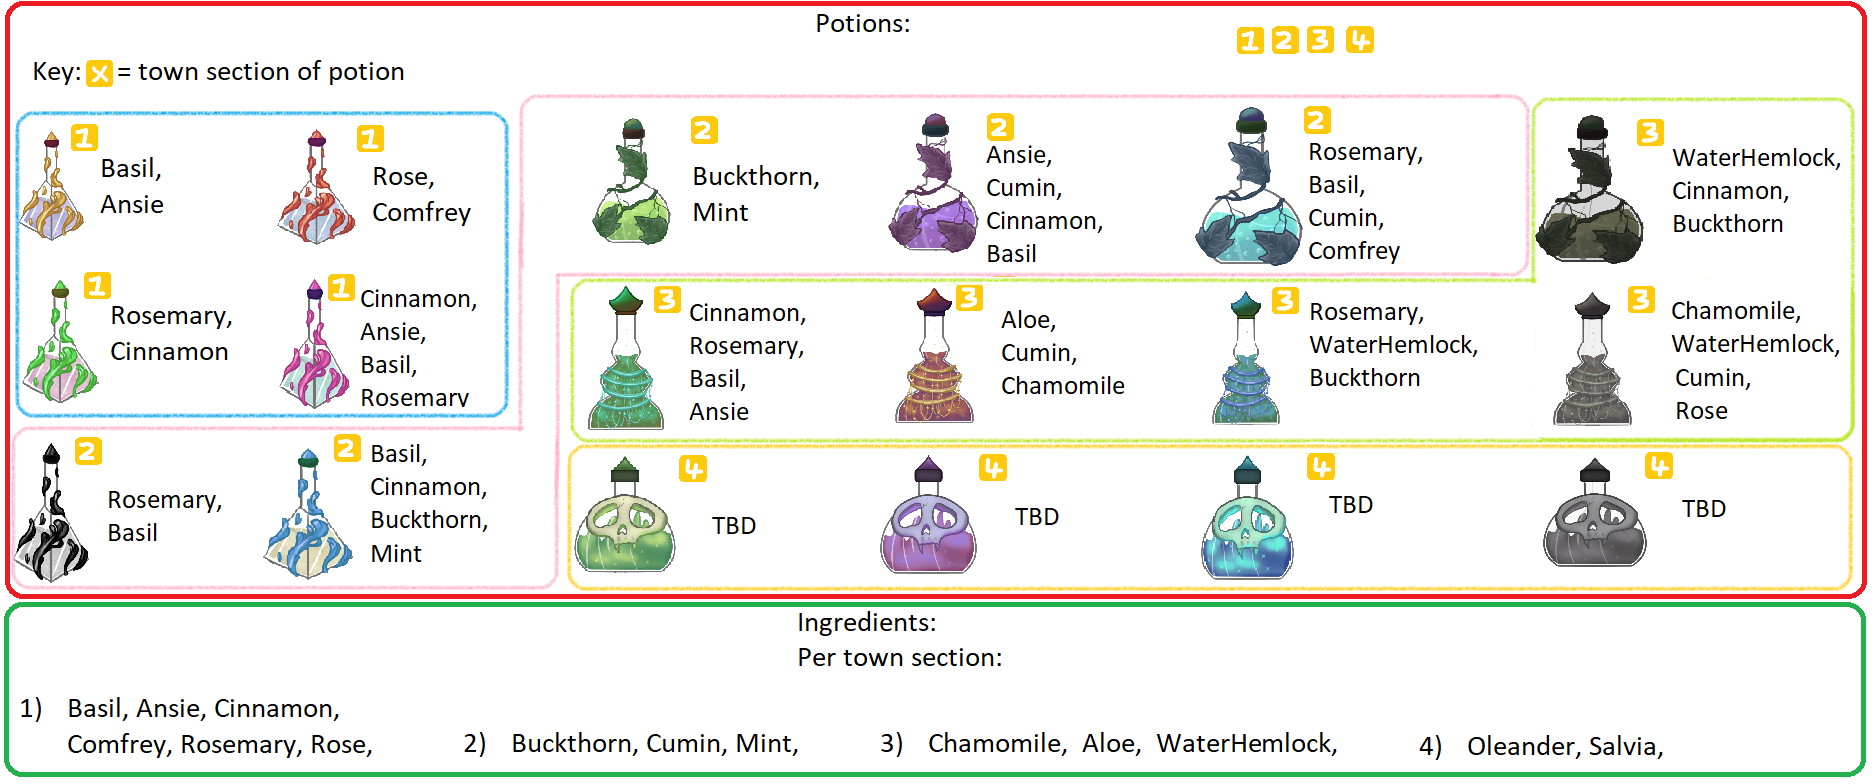 Potions:
1 2 3 4
Key: x = town section of potion
1
Basil,
Ansie
1
Rose,
Comfrey
2
Buckthorn,
Mint
2
Ansie,
Cumin,
Cinnamon,
Basil
2
Rosemary,
Basil,
Cumin,
Comfrey
3
WaterHemlock,
Cinnamon,
Buckthorn
1
Rosemary,
Cinnamon
1
Cinnamon,
Ansie,
Basil,
Rosemary
3
Cinnamon,
Rosemary,
Basil,
Ansie
3
Aloe,
Cumin,
Chamomile
3
Rosemary,
WaterHemlock,
Buckthorn
3
Chamomile,
WaterHemlock,
Cumin,
Rose
2
Rosemary,
Basil
2
Basil,
Cinnamon,
Buckthorn,
Mint
4
TBD
4
TBD
4
TBD
4
TBD
Ingredients:
Per town section:
1) Basil, Ansie, Cinnamon,
Comfrey, Rosemary, Rose,
2) Buckthorn, Cumin, Mint,
3) Chamomile, Aloe, WaterHemlock,
4) Oleander, Salvia,